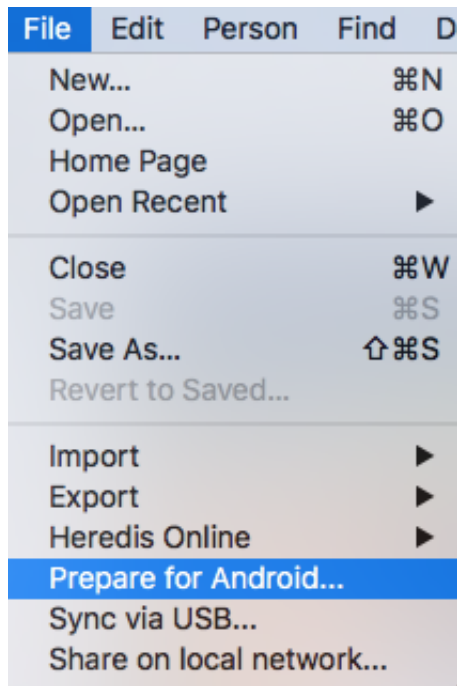 File Edit Person Find D
New... ⌘N
Open... ⌘O
Home Page
Open Recent ▶
Close ⌘W
Save ⌘S
Save As... ⇧⌘S
Revert to Saved...
Import ▶
Export ▶
Heredis Online ▶
Prepare for Android...
Sync via USB...
Share on local network...